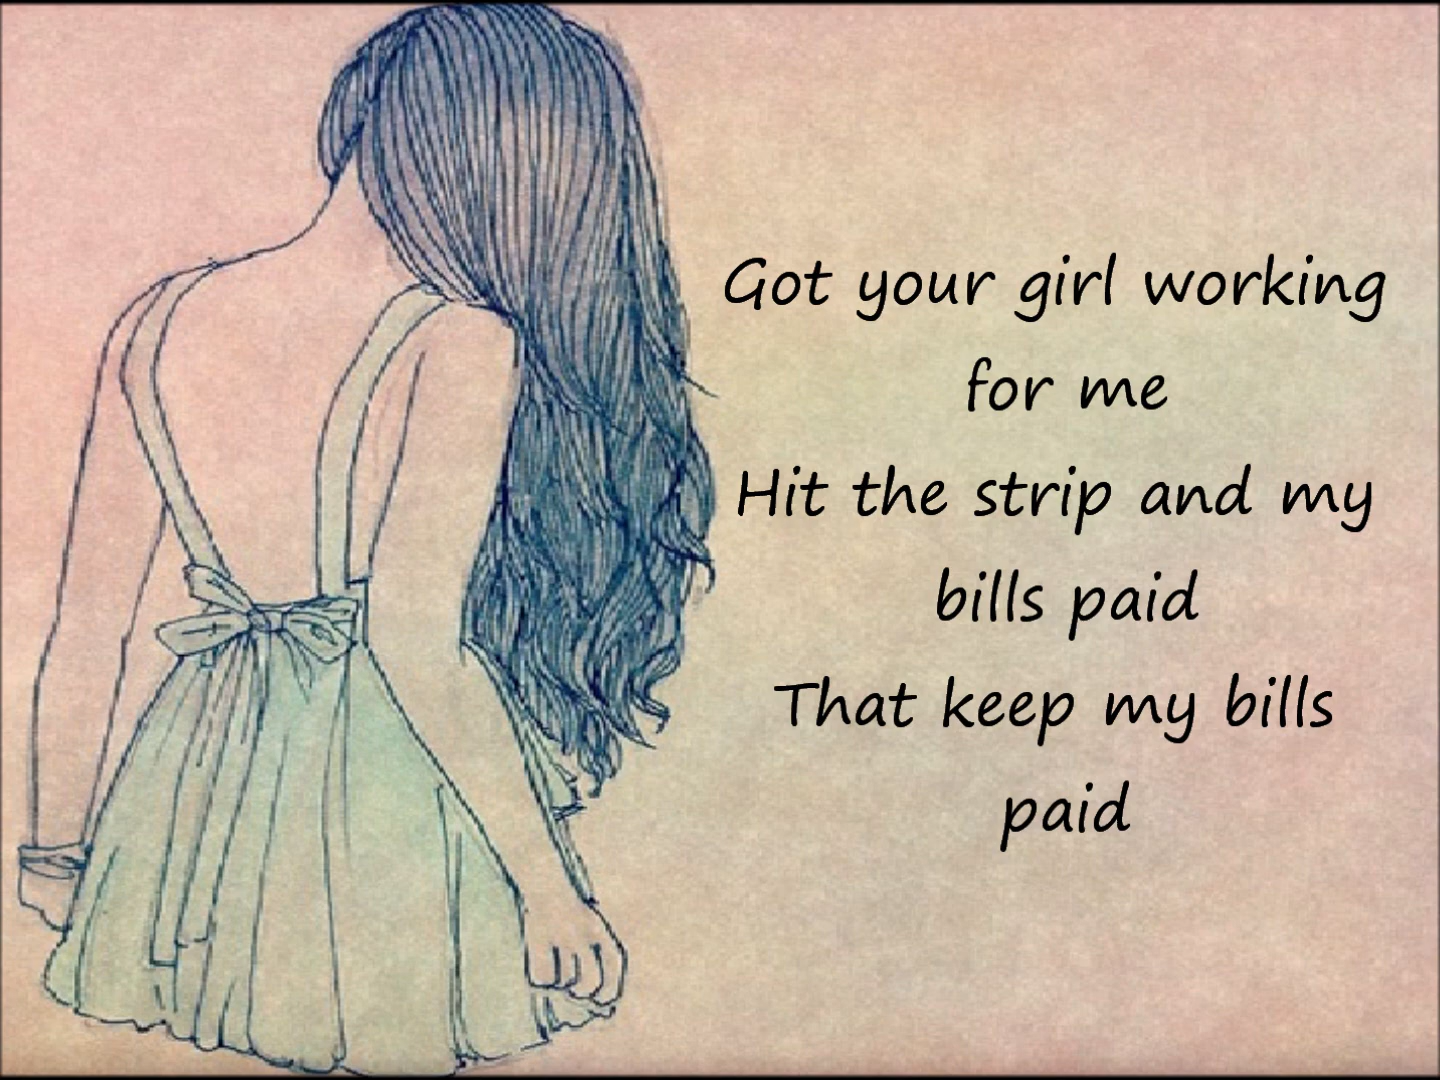 Got your girl working
for me
Hit the strip and my
bills paid
That keep my bills
paid